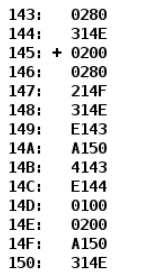 143:  0280
144:  314E
145: + 0200
146:  0280
147:  214F
148:  314E
149:  E143
14A:  A150
14B:  4143
14C:  E144
14D:  0100
14E:  0200
14F:  A150
150:  314E